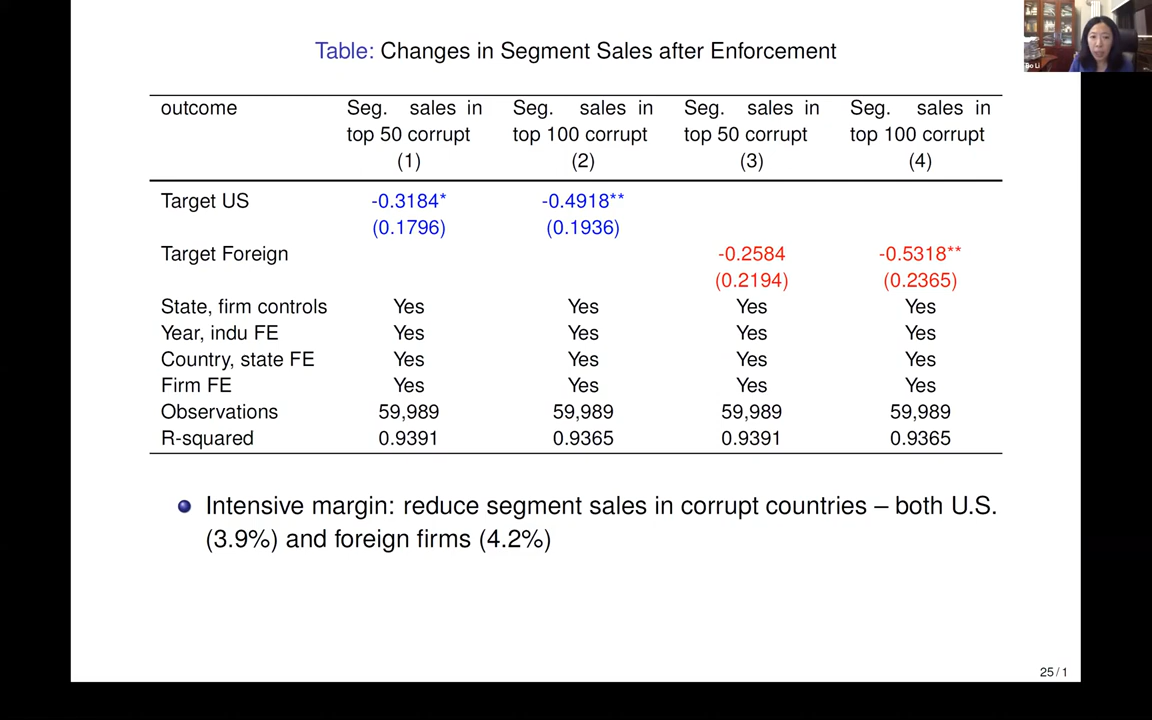 Table: Changes in Segment Sales after Enforcement
outcome Seg. sales in Seg. sales in Seg. sales in Seg. sales in
top 50 corrupt top 100 corrupt top 50 corrupt top 100 corrupt
(1) (2) (3) (4)
Target US -0.3184* -0.4918**
(0.1796) (0.1936)
Target Foreign -0.2584 -0.5318**
(0.2194) (0.2365)
State, firm controls Yes Yes Yes Yes
Year, indu FE Yes Yes Yes Yes
Country, state FE Yes Yes Yes Yes
Firm FE Yes Yes Yes Yes
Observations 59,989 59,989 59,989 59,989
R-squared 0.9391 0.9365 0.9391 0.9365
Intensive margin: reduce segment sales in corrupt countries – both U.S.
(3.9%) and foreign firms (4.2%)
25 / 1
Bo Li